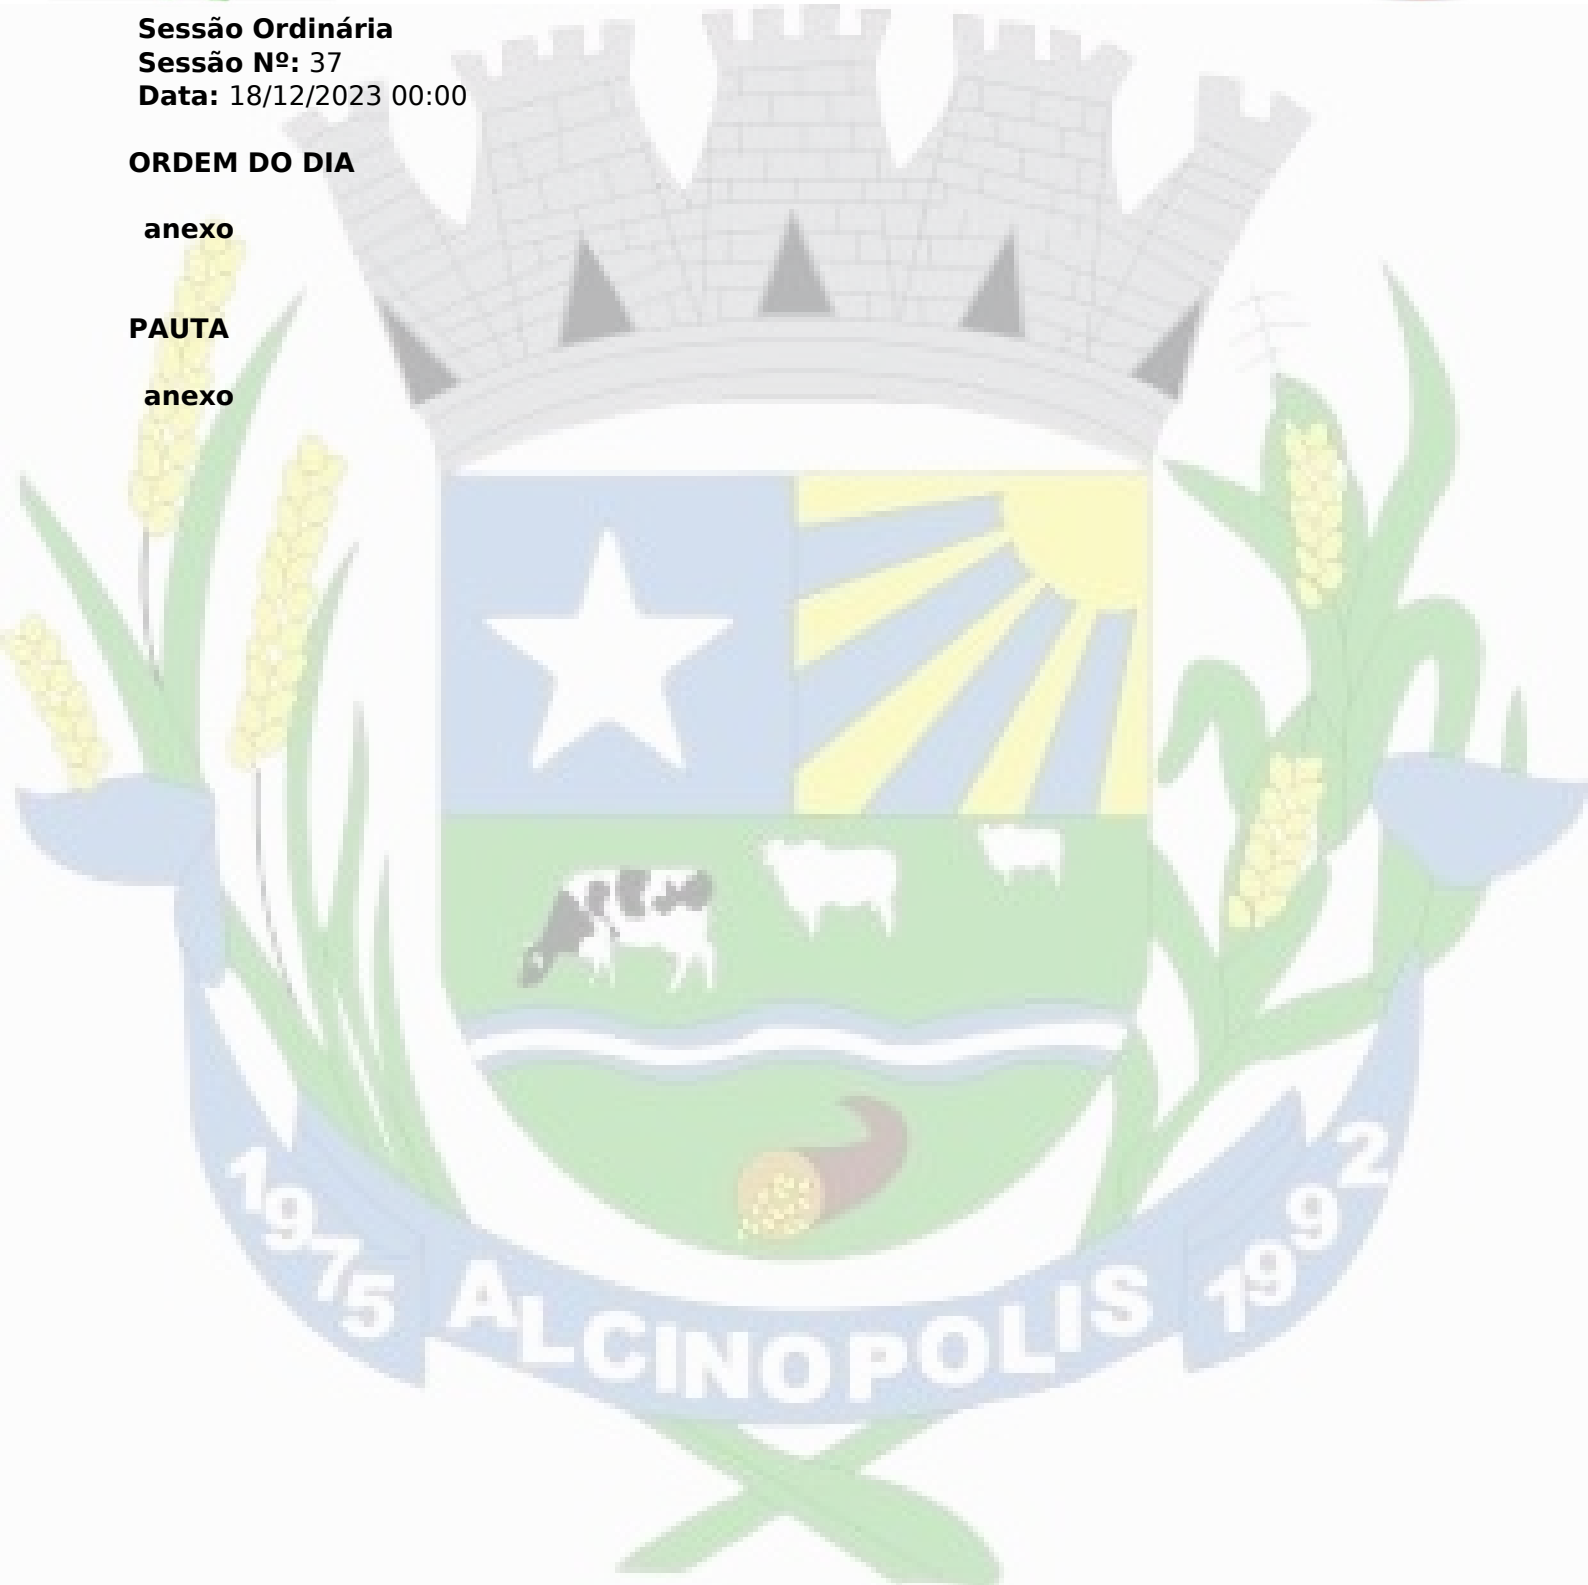 Sessão Ordinária
Sessão Nº: 37
Data: 18/12/2023 00:00
ORDEM DO DIA
anexo
PAUTA
anexo
1975
ALCINOPOLIS
1992